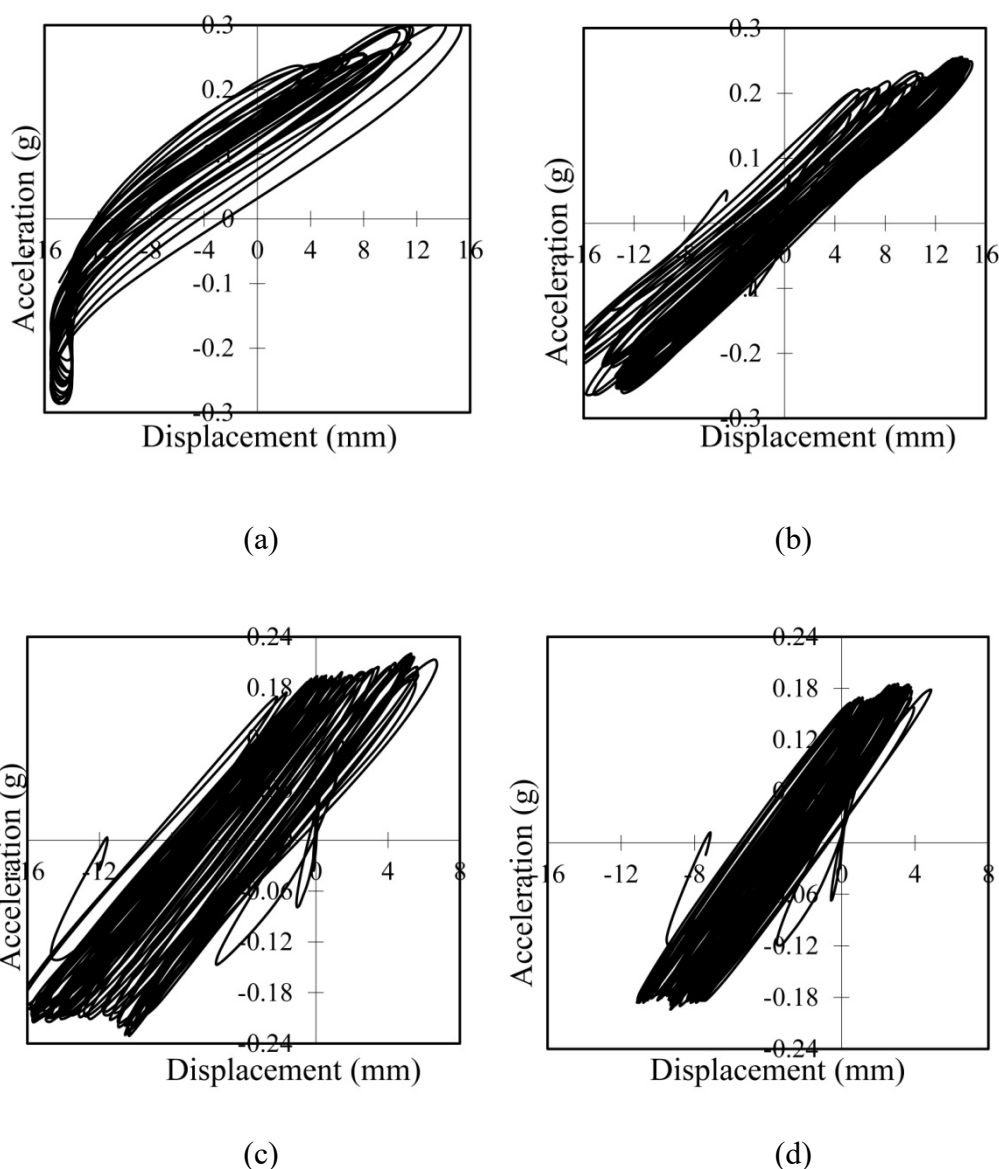 0.3
0.2
0.1
0
-0.1
-0.2
-0.3
16 -8 -4 0 4 8 12 16
Acceleration (g)
Displacement (mm)
(a)
0.3
0.2
0.1
-0.2
-0.3
-16 -12 -8 0 4 8 12 16
Acceleration (g)
Displacement (mm)
(b)
0.24
0.18
-0.06
-0.12
-0.18
-0.24
16 -12 0 4 8
Acceleration (g)
Displacement (mm)
(c)
0.24
0.18
0.12
-0.12
-0.18
-0.24
-16 -12 -8 0 4 8
Acceleration (g)
Displacement (mm)
(d)